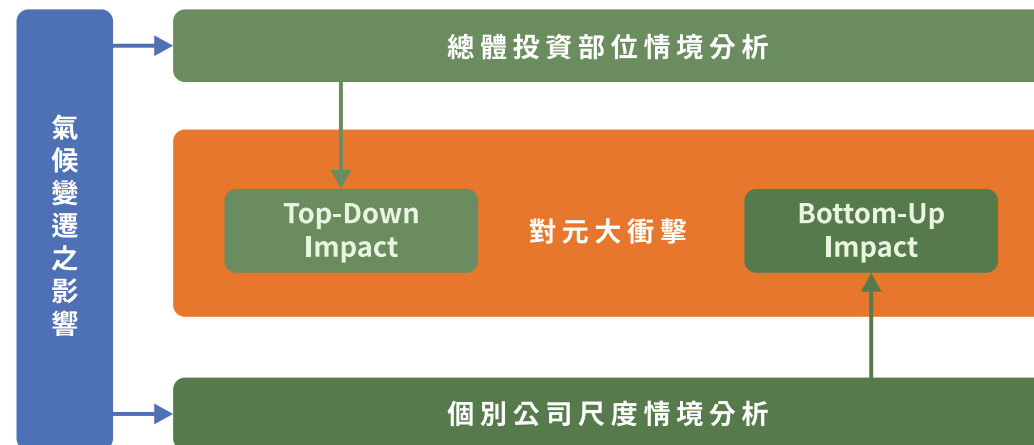 氣候變遷之影響
總體投資部位情境分析
Top-Down
Impact
對元大衝擊
Bottom-Up
Impact
個別公司尺度情境分析